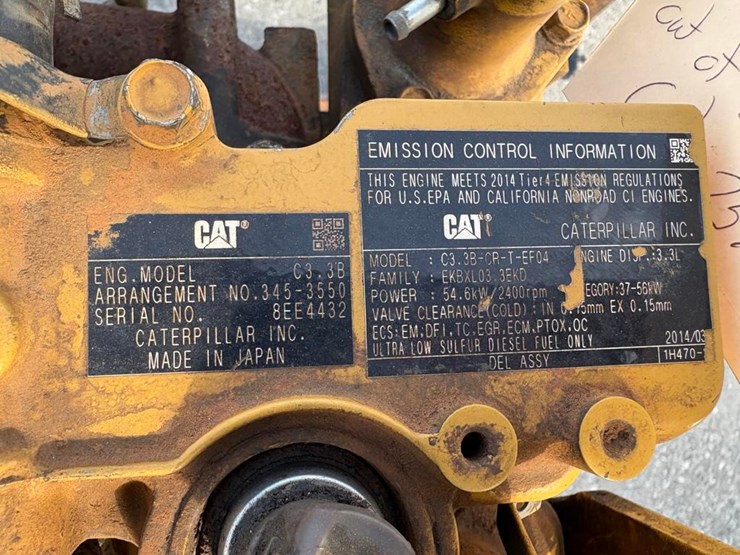 CAT
ENG.MODEL C3.3B
ARRANGEMENT NO.345-3550
SERIAL NO. 8EE4432
CATERPILLAR INC.
MADE IN JAPAN
EMISSION CONTROL INFORMATION
THIS ENGINE MEETS 2014 Tier4 EMISSION REGULATIONS
FOR U.S.EPA AND CALIFORNIA NONROAD CI ENGINES.
CAT CATERPILLAR INC.
MODEL : C3.3B-CR-T-EF04 ENGINE DISP.:3.3L
FAMILY : EKBXL03.3EKD
POWER : 54.6kW/2400rpm EGORY:37-56kW
VALVE CLEARANCE(COLD): IN 0.15mm EX 0.15mm
ECS:EM,DFI,TC,EGR,ECM,PTOX,OC
ULTRA LOW SULFUR DIESEL FUEL ONLY 2014/03
DEL ASSY 1H470-
cut